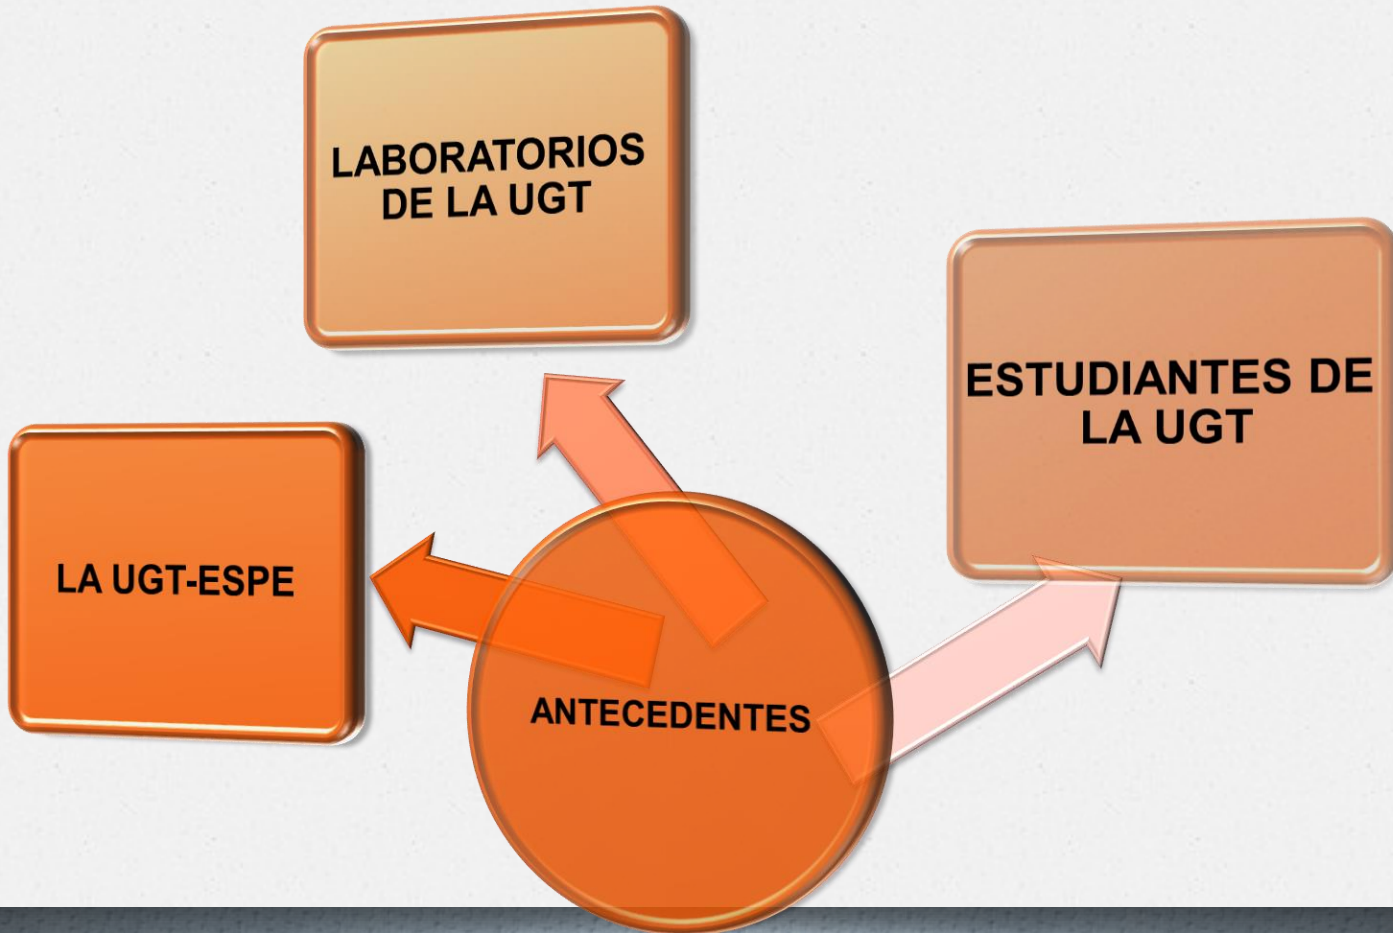 LABORATORIOS
DE LA UGT
ESTUDIANTES DE
LA UGT
LA UGT-ESPE
ANTECEDENTES